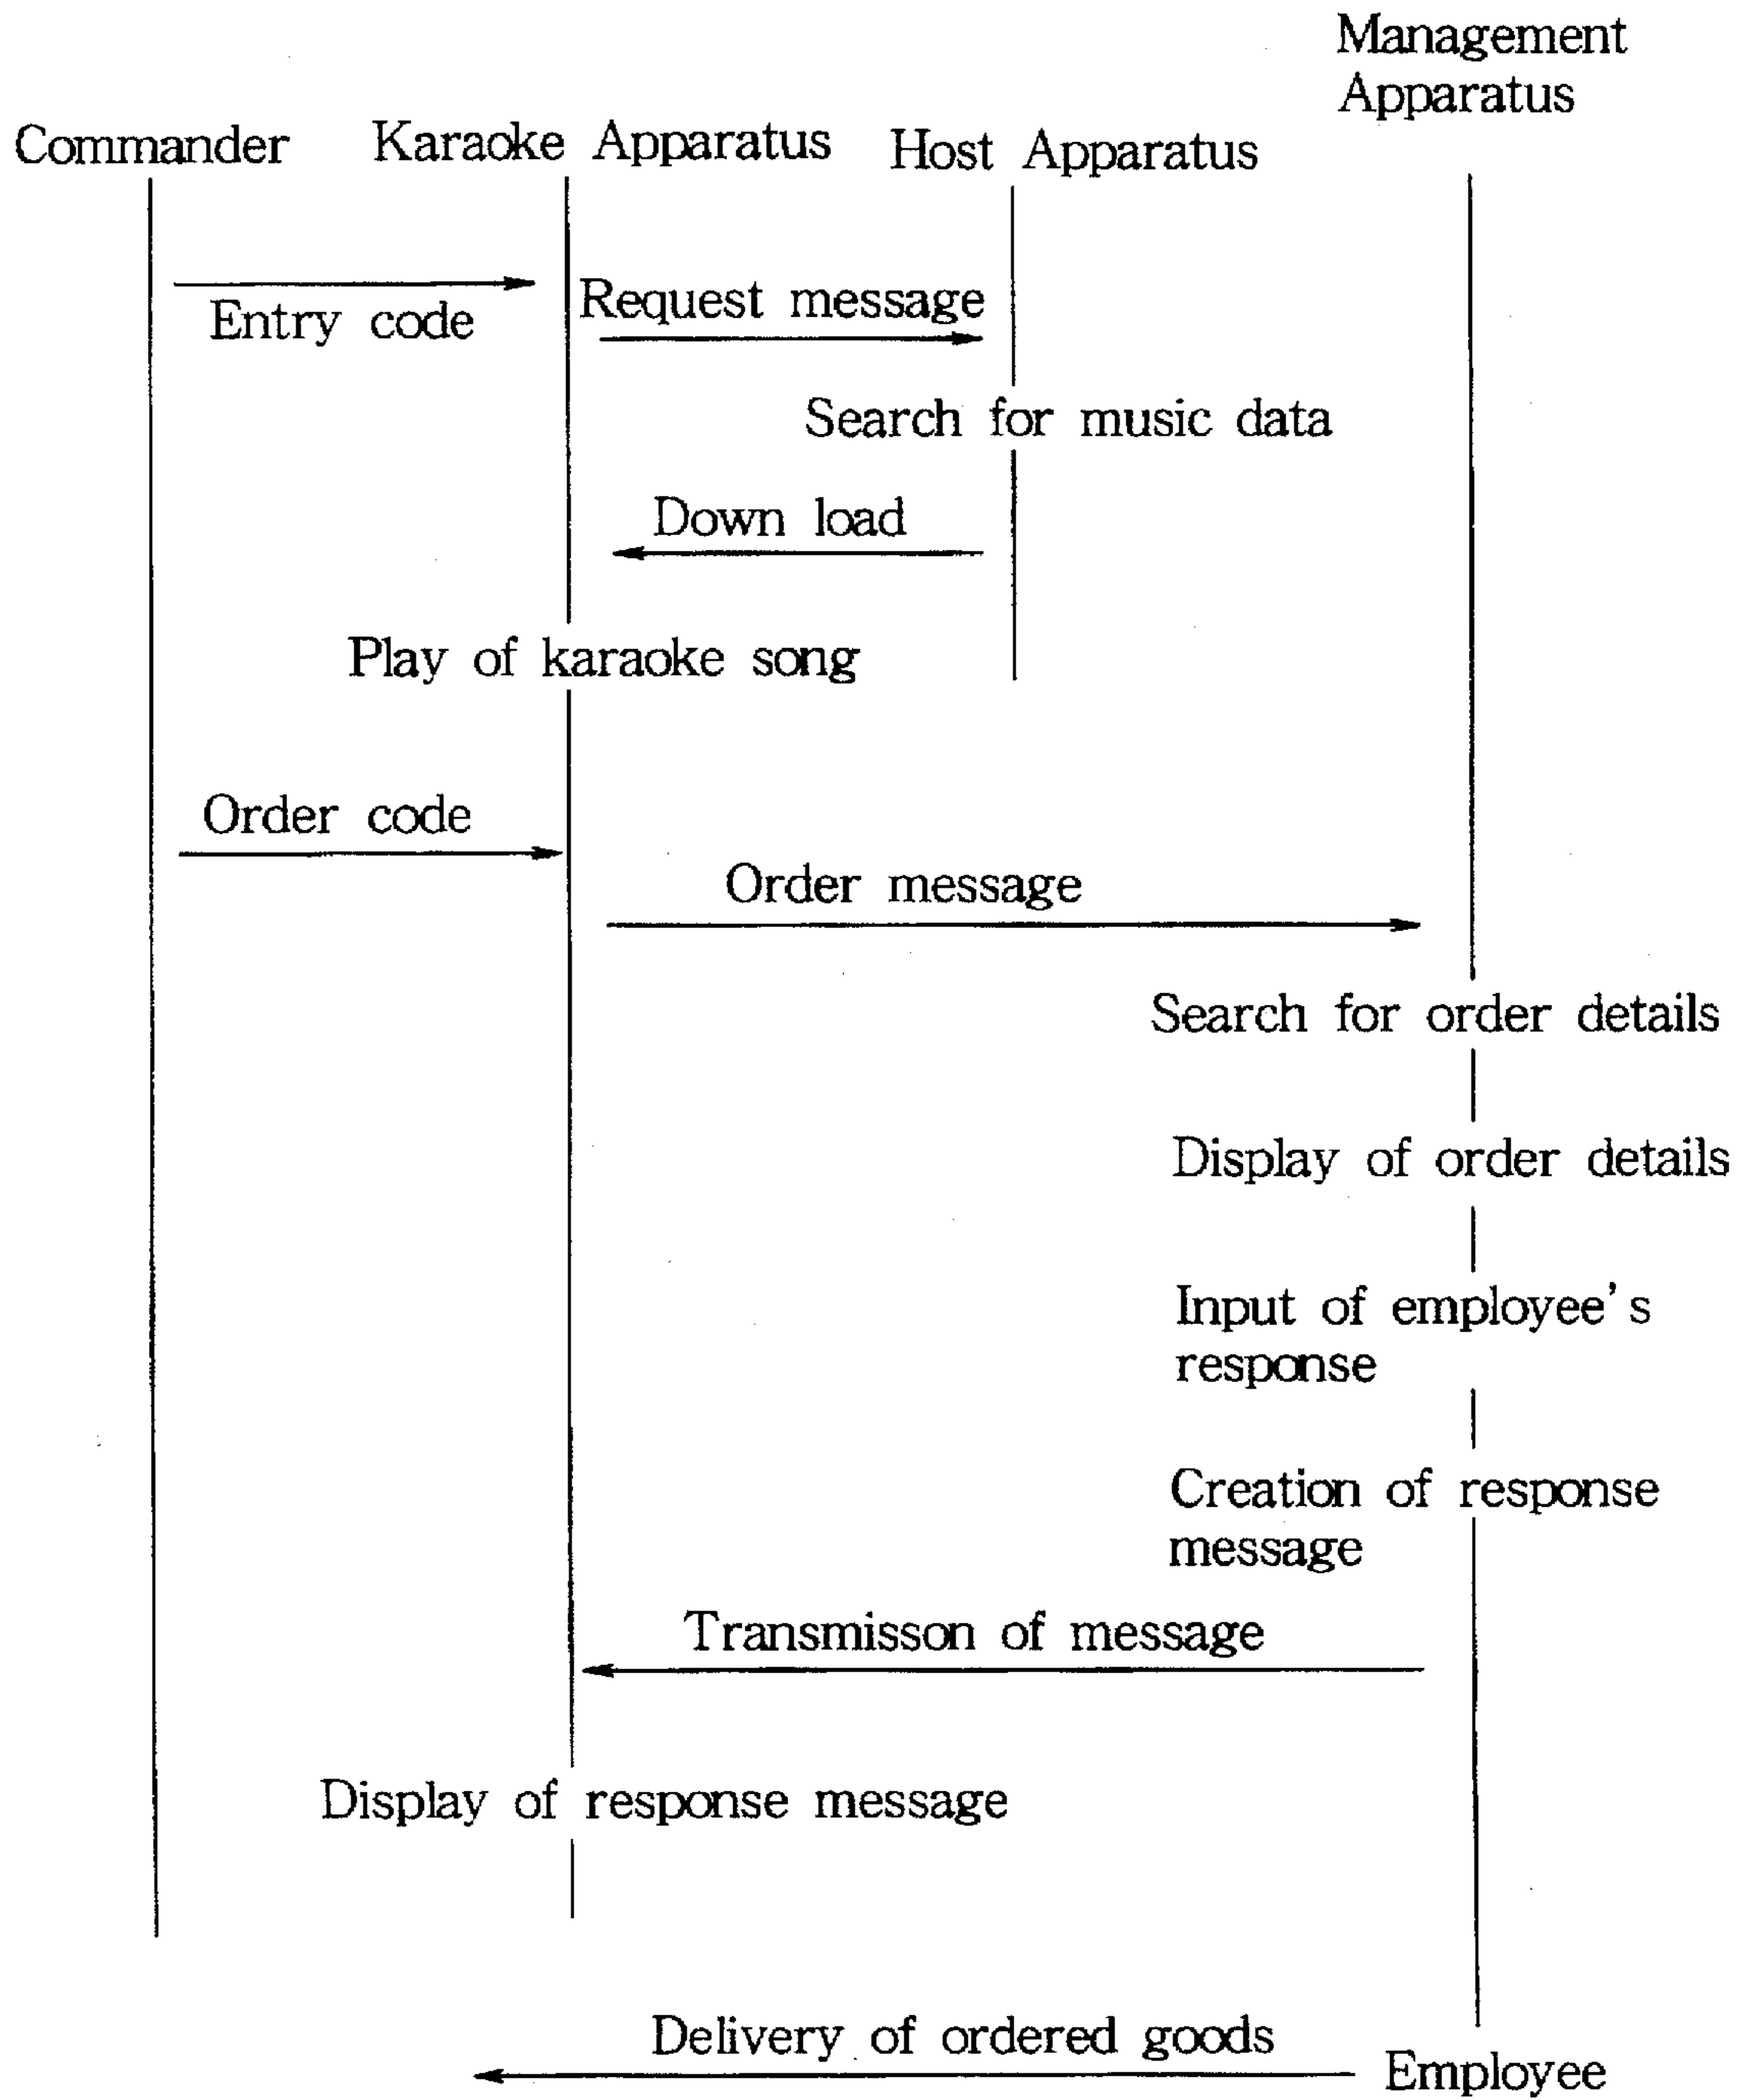 Management
Apparatus
Commander
Karaoke Apparatus
Host Apparatus
Entry code
Request message
Search for music data
Down load
Play of karaoke song
Order code
Order message
Search for order details
Display of order details
Input of employee's
response
Creation of response
message
Transmisson of message
Display of response message
Delivery of ordered goods
Employee